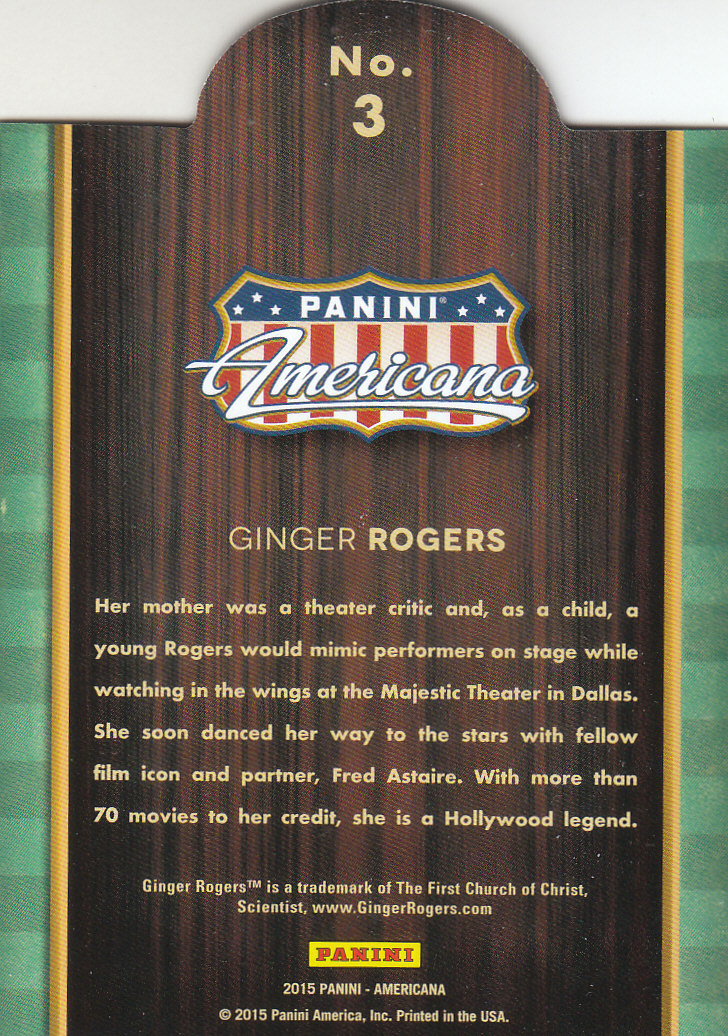 No.
3
PANINI®
Americana
GINGER ROGERS
Her mother was a theater critic and, as a child, a
young Rogers would mimic performers on stage while
watching in the wings at the Majestic Theater in Dallas.
She soon danced her way to the stars with fellow
film icon and partner, Fred Astaire. With more than
70 movies to her credit, she is a Hollywood legend.
Ginger Rogers™ is a trademark of The First Church of Christ,
Scientist, www.GingerRogers.com
PANINI
2015 PANINI - AMERICANA
© 2015 Panini America, Inc. Printed in the USA.